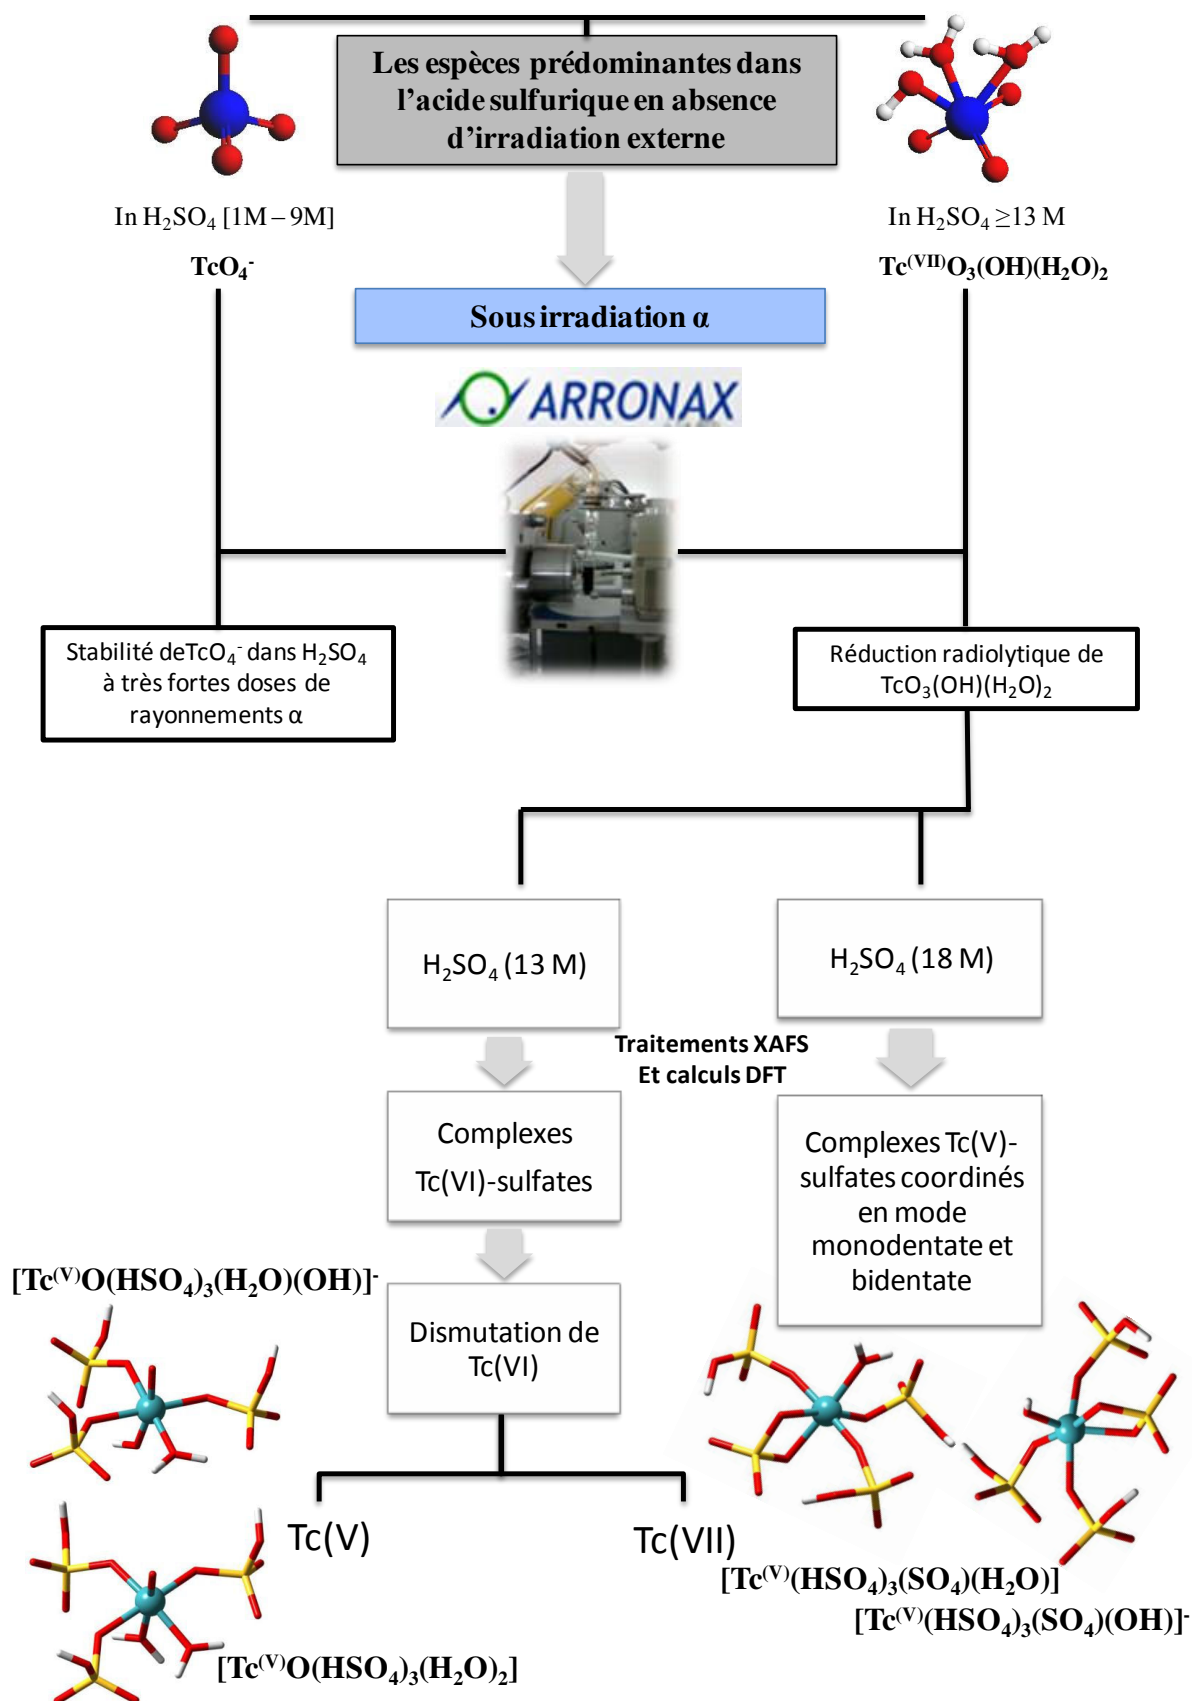 Les espèces prédominantes dans
l'acide sulfurique en absence
d'irradiation externe
In H₂SO₄ [1M – 9M]
TcO₄⁻
In H₂SO₄ ≥13 M
Tc⁽ⱽᴵᴵ⁾O₃(OH)(H₂O)₂
Sous irradiation α
ARRONAX
Stabilité deTcO₄⁻ dans H₂SO₄
à très fortes doses de
rayonnements α
Réduction radiolytique de
TcO₃(OH)(H₂O)₂
H₂SO₄ (13 M)
H₂SO₄ (18 M)
Traitements XAFS
Et calculs DFT
Complexes
Tc(VI)-sulfates
Complexes Tc(V)-
sulfates coordinés
en mode
monodentate et
bidentate
[Tc⁽ⱽ⁾O(HSO₄)₃(H₂O)(OH)]⁻
Dismutation de
Tc(VI)
Tc(V)
Tc(VII)
[Tc⁽ⱽ⁾(HSO₄)₃(SO₄)(H₂O)]
[Tc⁽ⱽ⁾(HSO₄)₃(SO₄)(OH)]⁻
[Tc⁽ⱽ⁾O(HSO₄)₃(H₂O)₂]